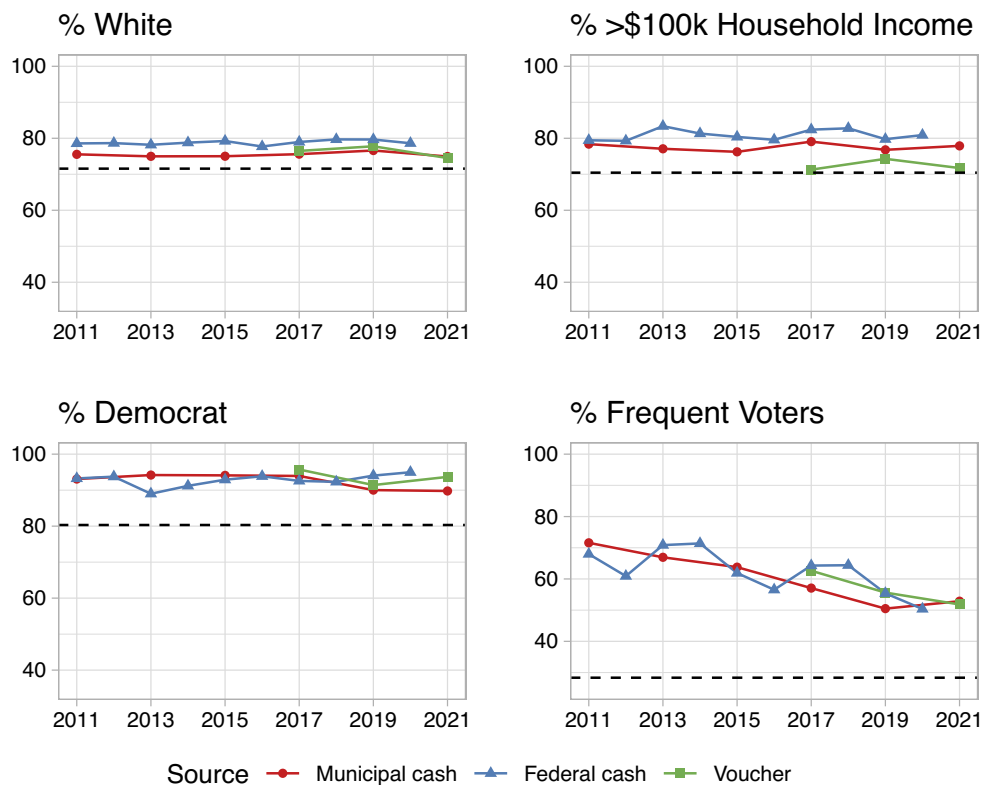 % White
100
80
60
40
2011 2013 2015 2017 2019 2021
% >$100k Household Income
100
80
60
40
2011 2013 2015 2017 2019 2021
% Democrat
100
80
60
40
2011 2013 2015 2017 2019 2021
% Frequent Voters
100
80
60
40
2011 2013 2015 2017 2019 2021
Source Municipal cash Federal cash Voucher